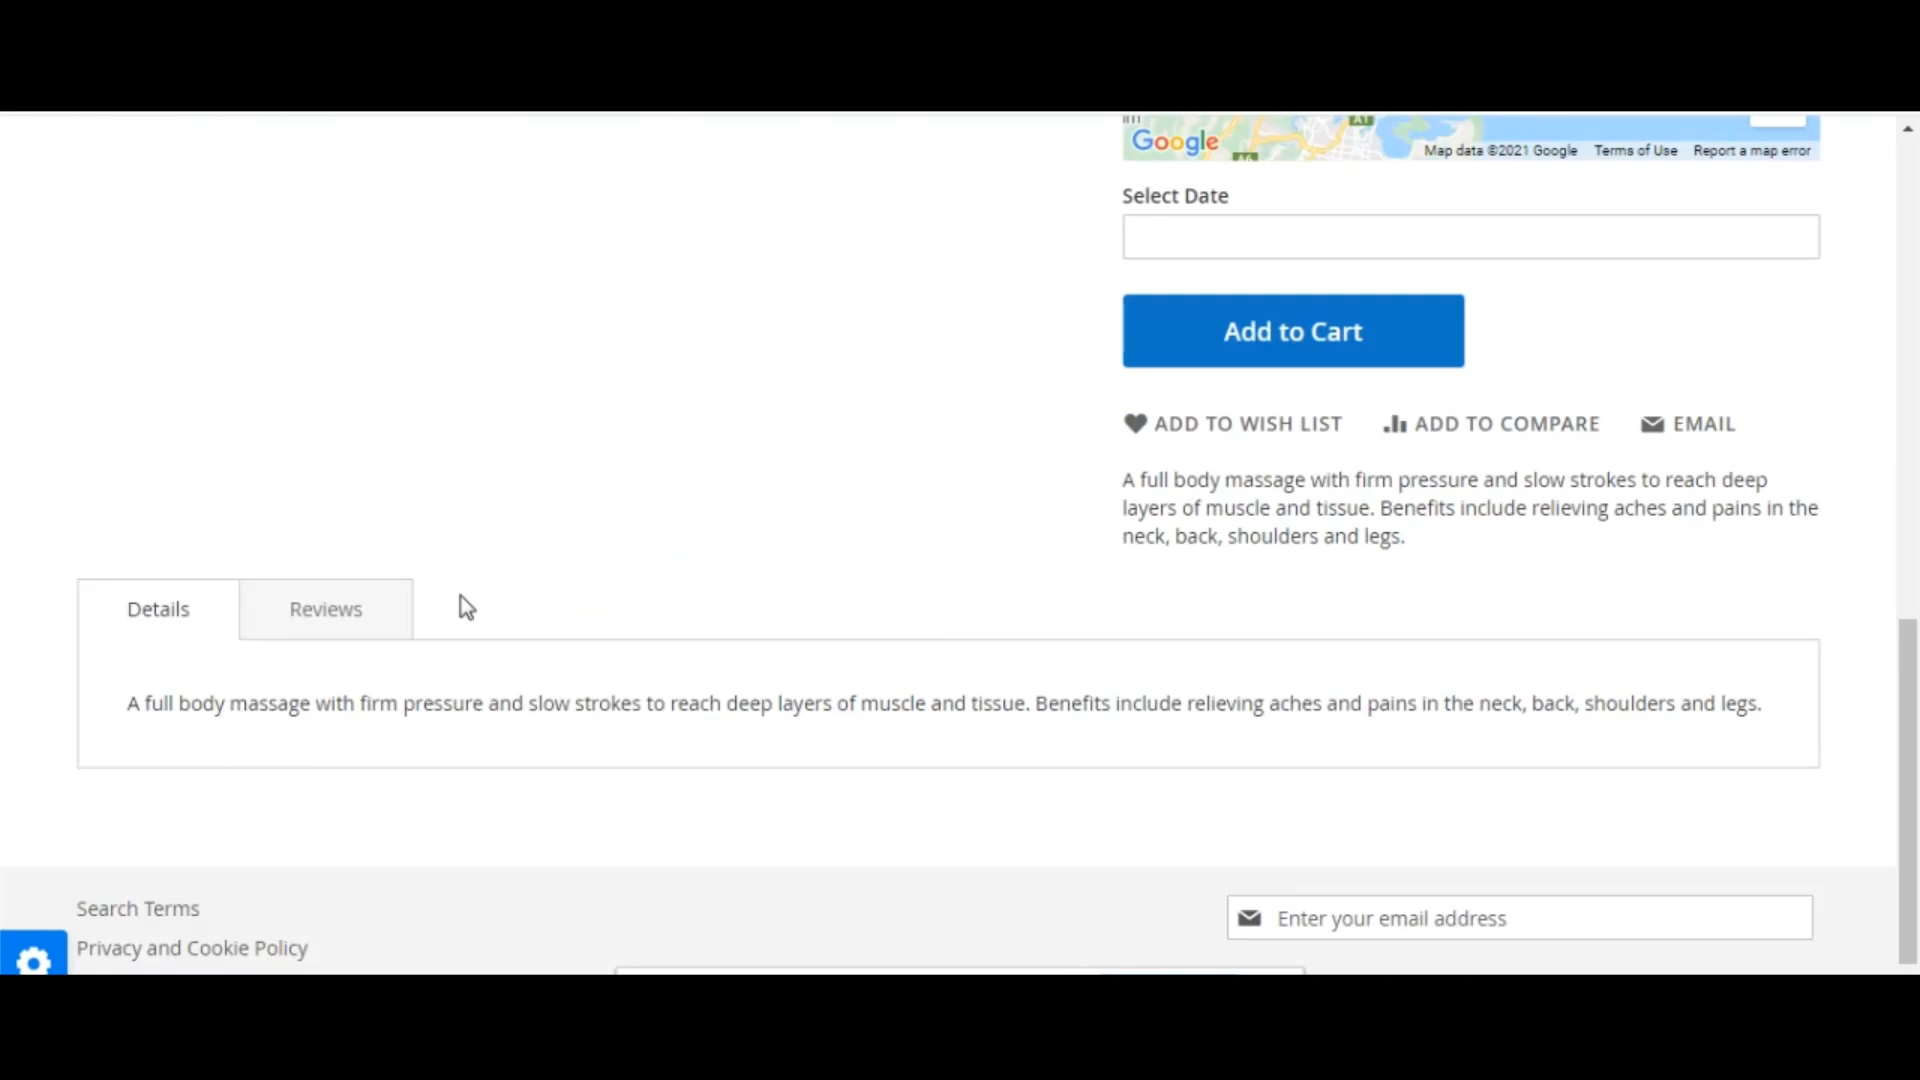 A1
Google
A6
Map data ©2021 Google Terms of Use Report a map error
Select Date
Add to Cart
ADD TO WISH LIST ADD TO COMPARE EMAIL
A full body massage with firm pressure and slow strokes to reach deep
layers of muscle and tissue. Benefits include relieving aches and pains in the
neck, back, shoulders and legs.
Details Reviews
A full body massage with firm pressure and slow strokes to reach deep layers of muscle and tissue. Benefits include relieving aches and pains in the neck, back, shoulders and legs.
Search Terms
Enter your email address
Privacy and Cookie Policy